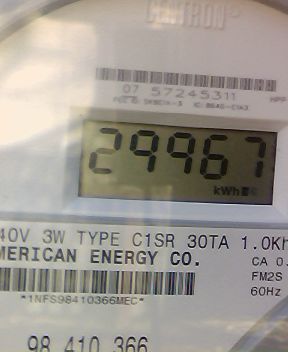 CENTRON®
07 57245311
29967
kWh
40V 3W TYPE C1SR 30TA 1.0Kh
MERICAN ENERGY CO.
CA 0.
FM2S
60Hz
*1NFS98410366MEC*
98 410 366